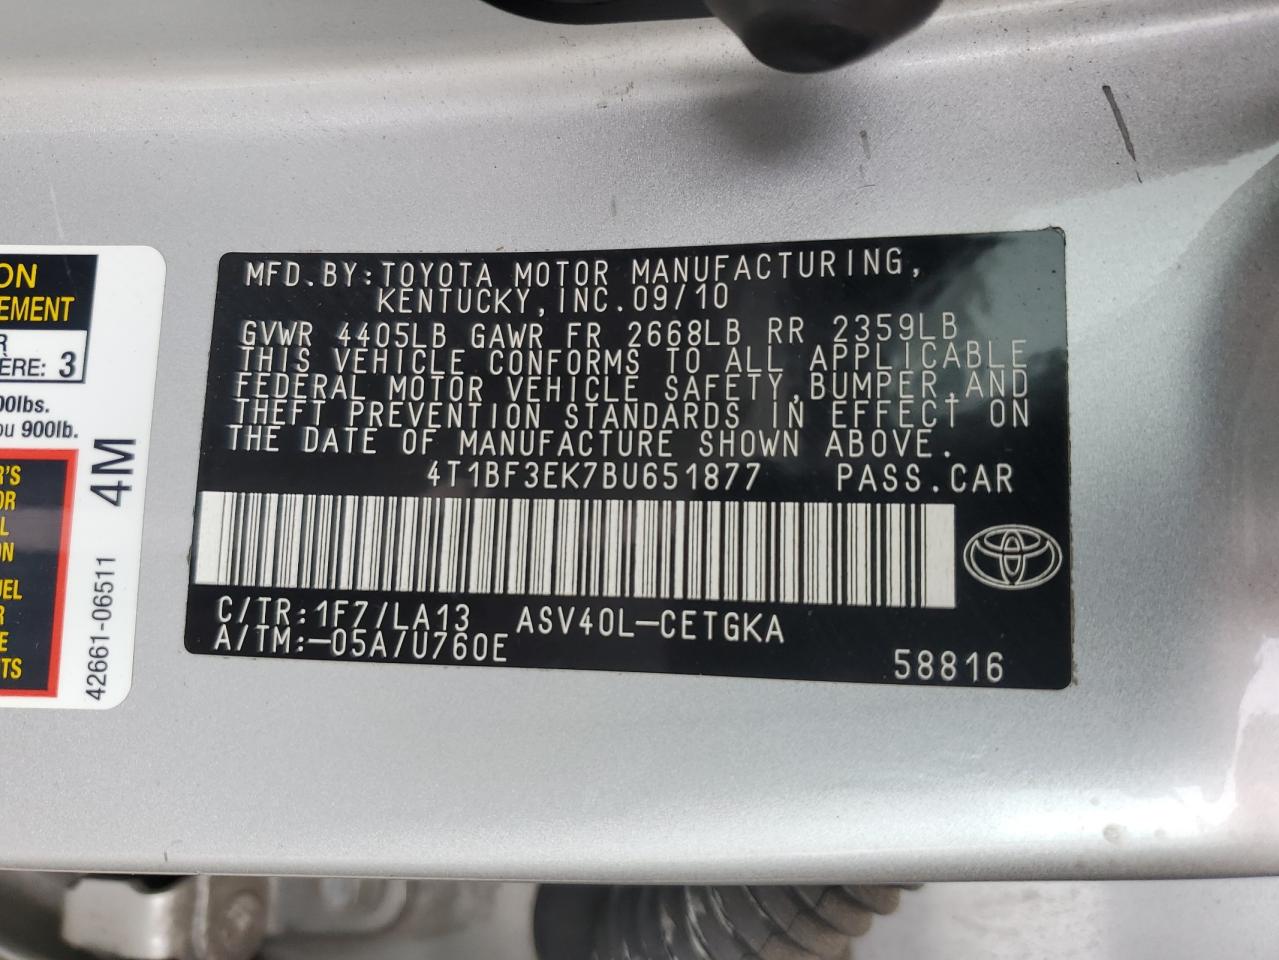 ON
EMENT
R
ÈRE: 3
00lbs.
ou 900lb.
R'S
OR
L
ON
UEL
R
E
TS
42661-06511 4M
MFD.BY:TOYOTA MOTOR MANUFACTURING,
KENTUCKY,INC.09/10
GVWR 4405LB GAWR FR 2668LB RR 2359LB
THIS VEHICLE CONFORMS TO ALL APPLICABLE
FEDERAL MOTOR VEHICLE SAFETY,BUMPER,AND
THEFT PREVENTION STANDARDS IN EFFECT ON
THE DATE OF MANUFACTURE SHOWN ABOVE.
4T1BF3EK7BU651877 PASS.CAR
C/TR:1F7/LA13 ASV40L-CETGKA
A/TM:-05A/U760E
58816